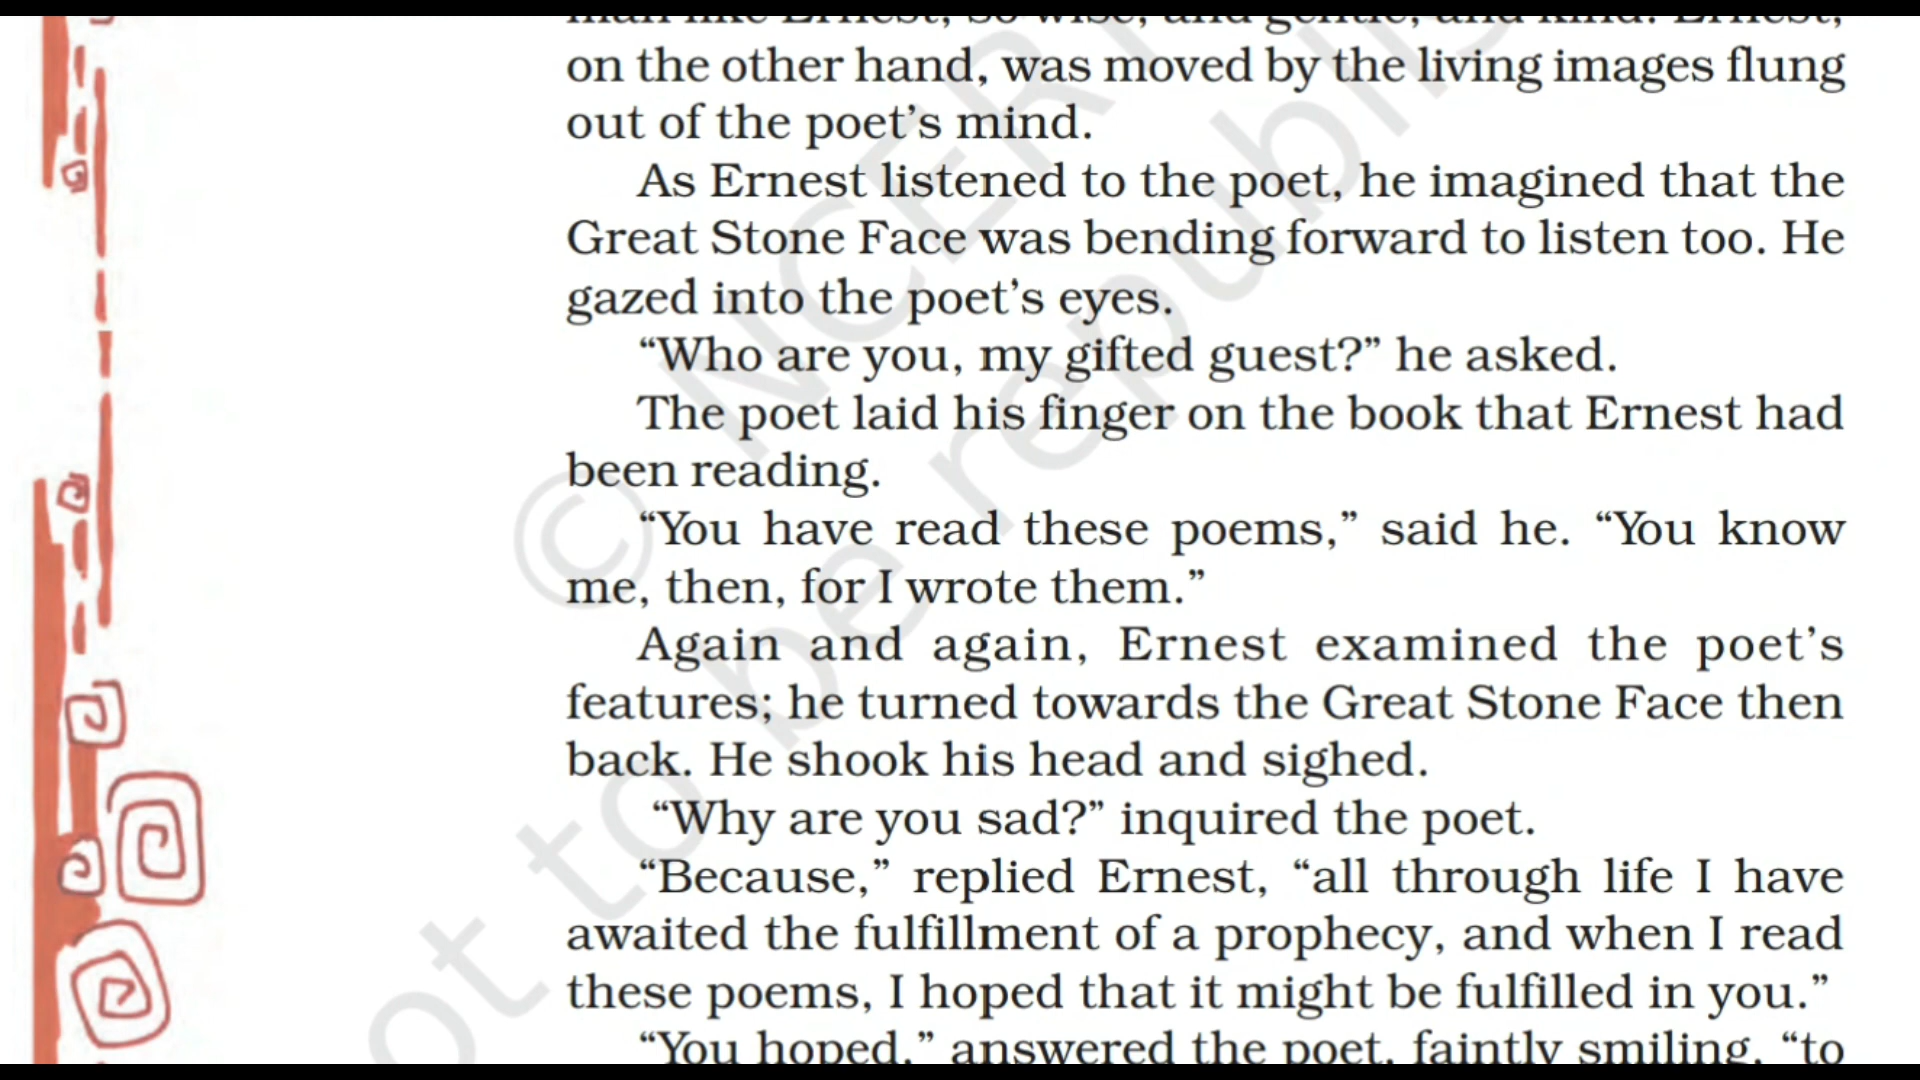 man like Ernest, so wise, and gentle, and kind. Ernest,
on the other hand, was moved by the living images flung
out of the poet’s mind.
As Ernest listened to the poet, he imagined that the
Great Stone Face was bending forward to listen too. He
gazed into the poet’s eyes.
“Who are you, my gifted guest?” he asked.
The poet laid his finger on the book that Ernest had
been reading.
“You have read these poems,” said he. “You know
me, then, for I wrote them.”
Again and again, Ernest examined the poet’s
features; he turned towards the Great Stone Face then
back. He shook his head and sighed.
“Why are you sad?” inquired the poet.
“Because,” replied Ernest, “all through life I have
awaited the fulfillment of a prophecy, and when I read
these poems, I hoped that it might be fulfilled in you.”
“You hoped,” answered the poet, faintly smiling, “to
© NCERT
not to be republis